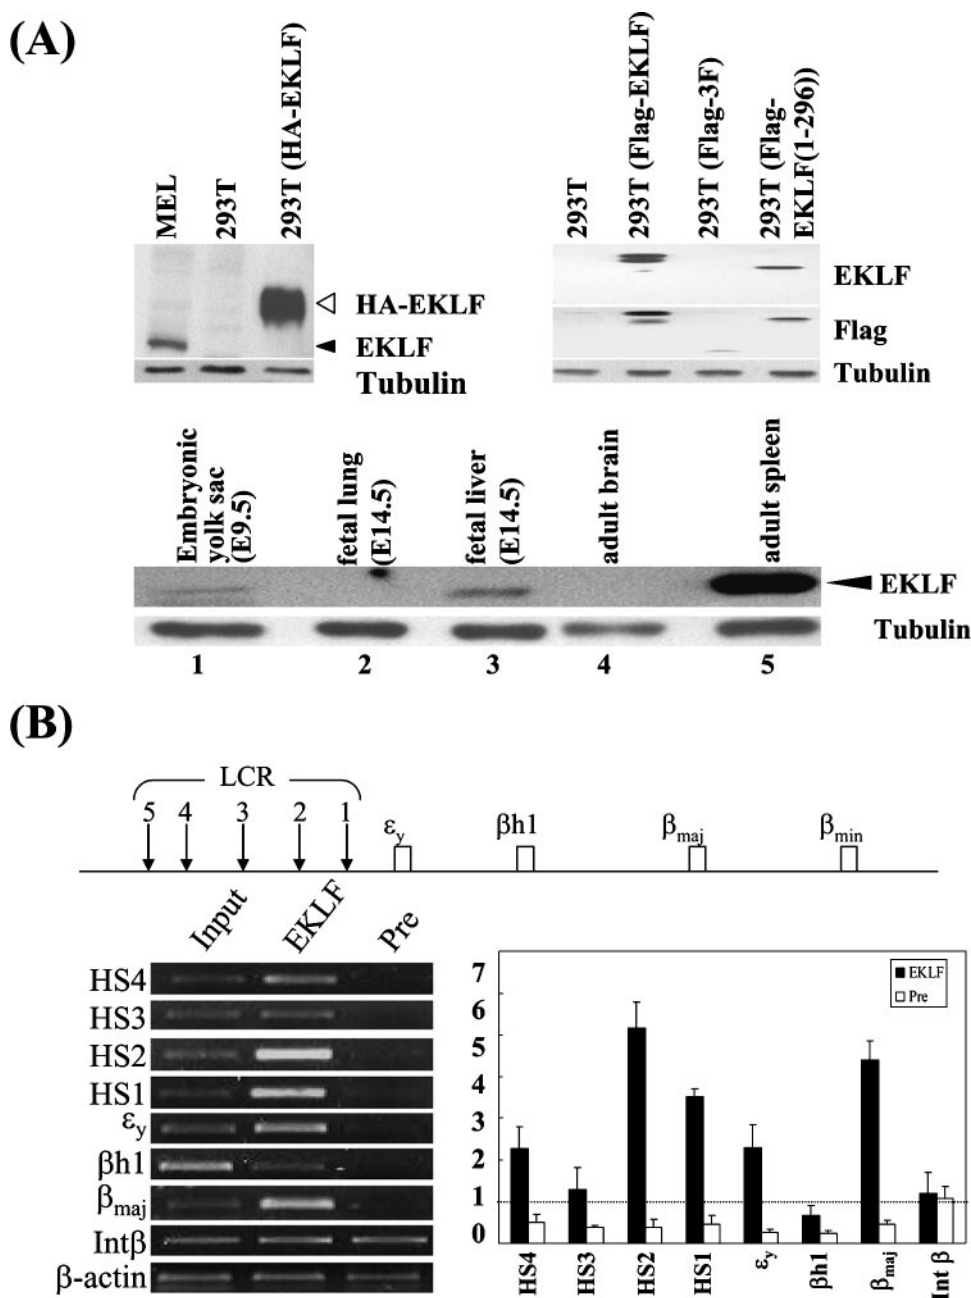 (A)
MEL
293T
293T (HA-EKLF)
HA-EKLF
EKLF
Tubulin
293T
293T (Flag-EKLF)
293T (Flag-3F)
293T (Flag-
EKLF(1-296))
EKLF
Flag
Tubulin
Embryonic
yolk sac
(E9.5)
fetal lung
(E14.5)
fetal liver
(E14.5)
adult brain
adult spleen
EKLF
Tubulin
1 2 3 4 5
(B)
LCR
5 4 3 2 1
εy βh1 βmaj βmin
Input EKLF Pre
HS4
HS3
HS2
HS1
εy
βh1
βmaj
Intβ
β-actin
7
6
5
4
3
2
1
0
EKLF
Pre
HS4 HS3 HS2 HS1 εy βh1 βmaj Int β